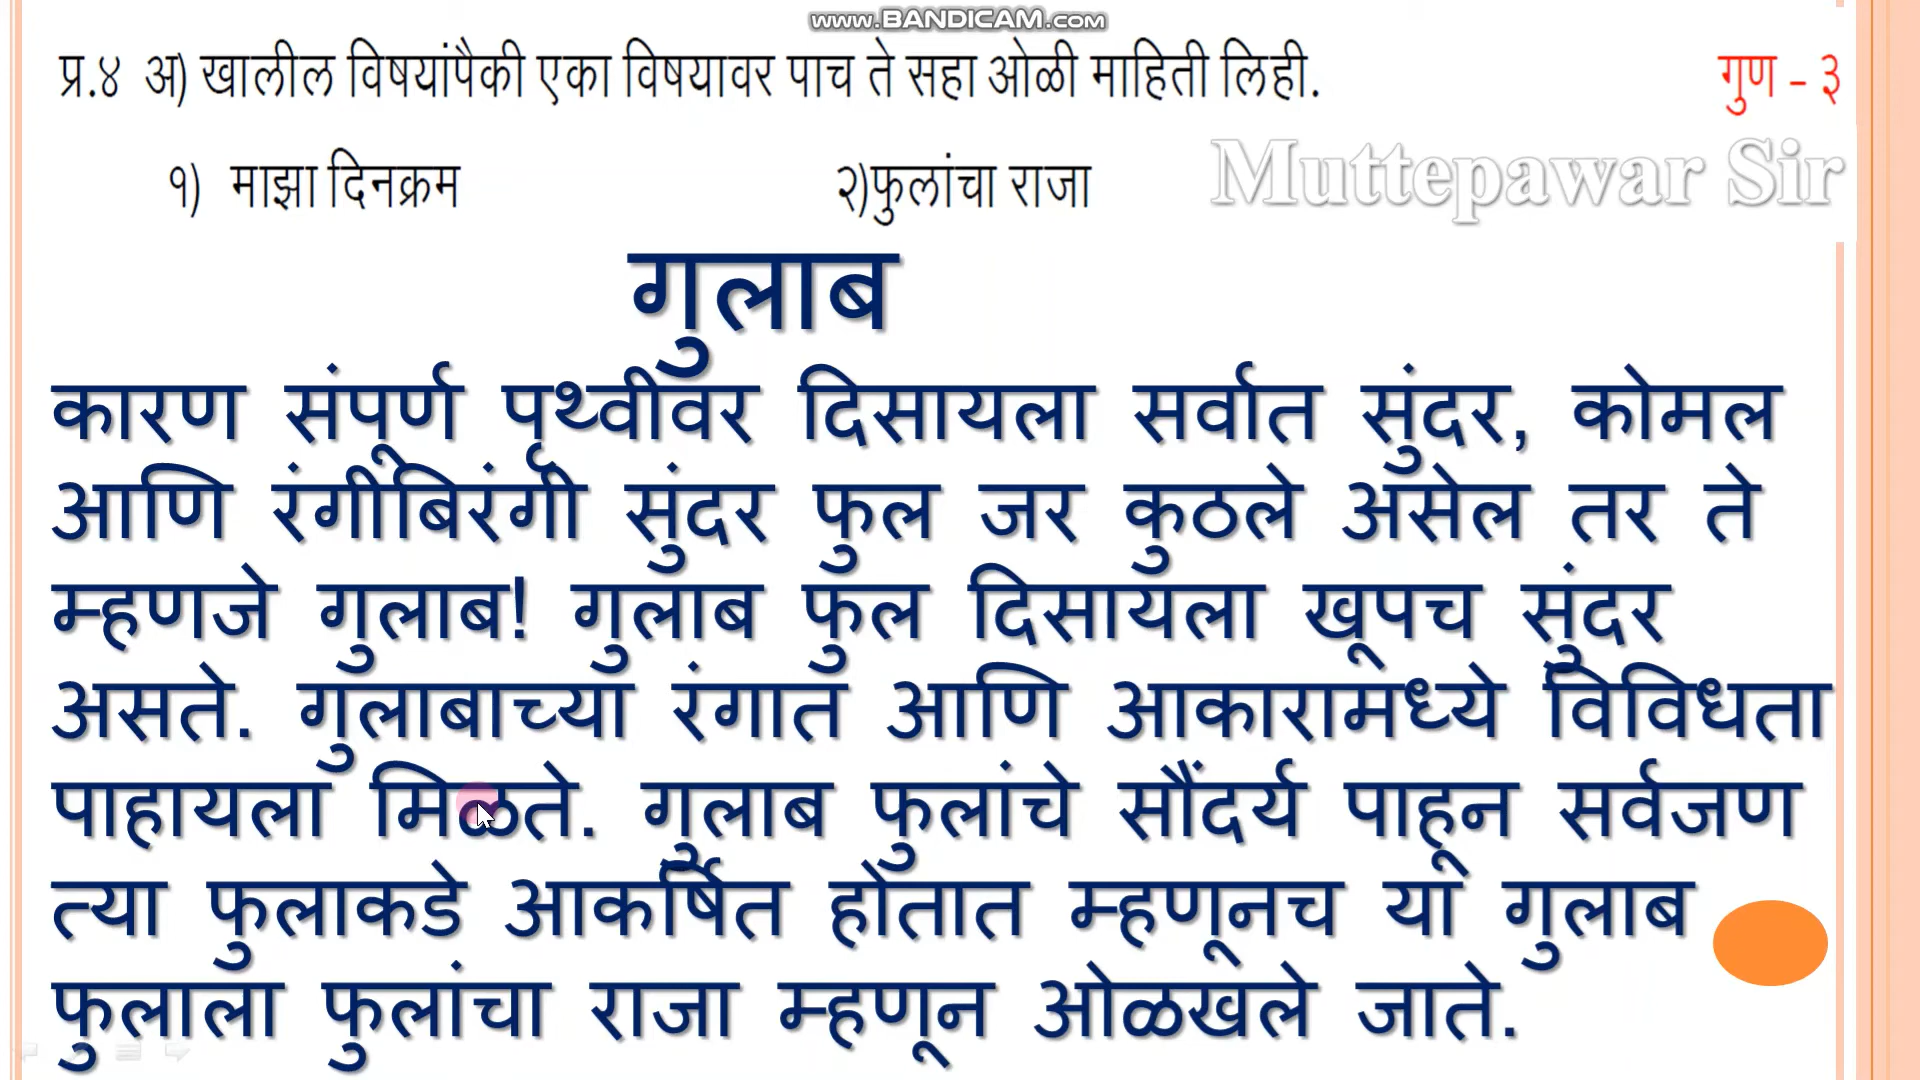 www.BANDICAM.com
प्र.४ अ) खालील विषयांपैकी एका विषयावर पाच ते सहा ओळी माहिती लिही. गुण - ३
१) माझा दिनक्रम २)फुलांचा राजा Muttepawar Sir
गुलाब
कारण संपूर्ण पृथ्वीवर दिसायला सर्वात सुंदर, कोमल
आणि रंगीबिरंगी सुंदर फुल जर कुठले असेल तर ते
म्हणजे गुलाब! गुलाब फुल दिसायला खूपच सुंदर
असते. गुलाबाच्या रंगात आणि आकारामध्ये विविधता
पाहायला मिळते. गुलाब फुलांचे सौंदर्य पाहून सर्वजण
त्या फुलाकडे आकर्षित होतात म्हणूनच या गुलाब
फुलाला फुलांचा राजा म्हणून ओळखले जाते.